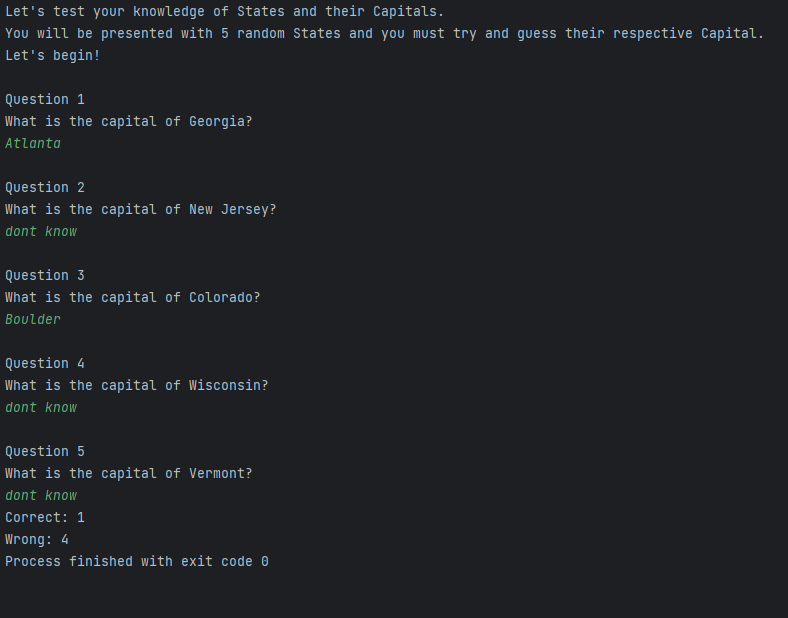 Let's test your knowledge of States and their Capitals.
You will be presented with 5 random States and you must try and guess their respective Capital.
Let's begin!
Question 1
What is the capital of Georgia?
Atlanta
Question 2
What is the capital of New Jersey?
dont know
Question 3
What is the capital of Colorado?
Boulder
Question 4
What is the capital of Wisconsin?
dont know
Question 5
What is the capital of Vermont?
dont know
Correct: 1
Wrong: 4
Process finished with exit code 0